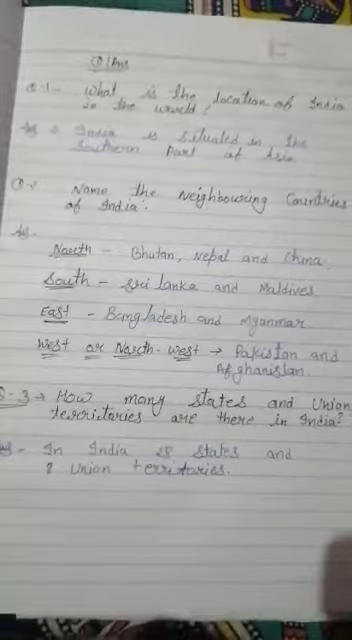 Q/Ans
Q.1- What is the location of India
in the world?
Ans India is situated in the
Southern part of Asia
Q.2 Name the Neighbouring Countries
of India.
Ans-
North - Bhutan, Nepal and China.
South - Sri lanka and Maldives
East - Bangladesh and Myanmar
West or North-West → Pakistan and
Afghanistan.
Q-3 → How many states and Union
territories are there in India?
Ans - In India 28 states and
8 Union territories.